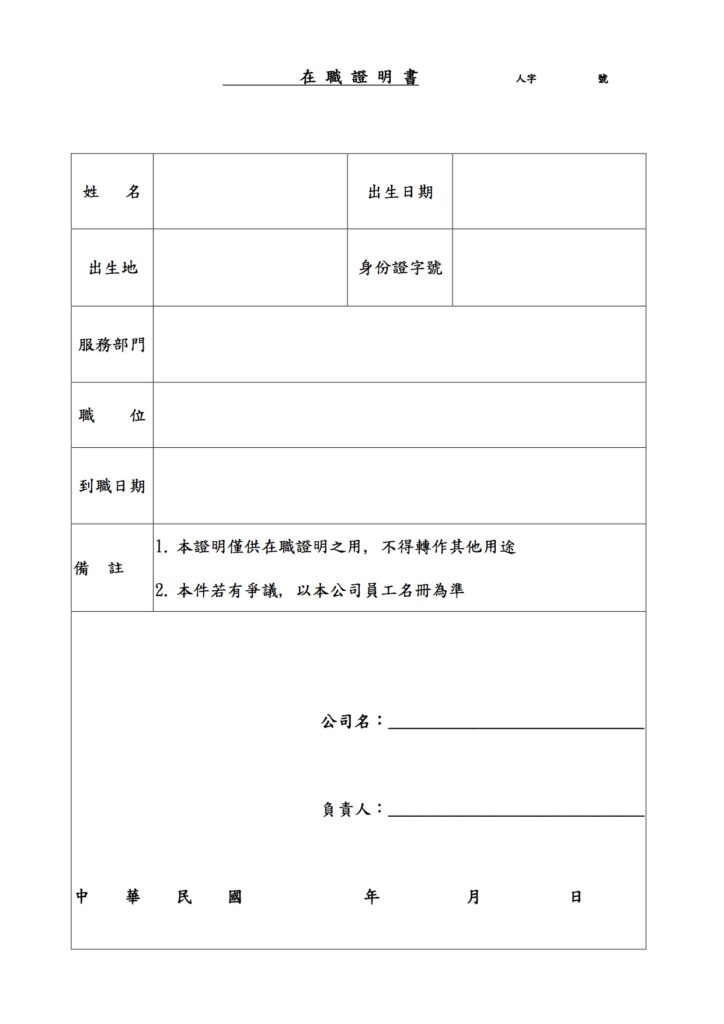 在職證明書 人字 號
姓 名 出生日期
出生地 身份證字號
服務部門
職 位
到職日期
備 註
1. 本證明僅供在職證明之用, 不得轉作其他用途
2. 本件若有爭議, 以本公司員工名冊為準
公司名：
負責人：
中 華 民 國 年 月 日